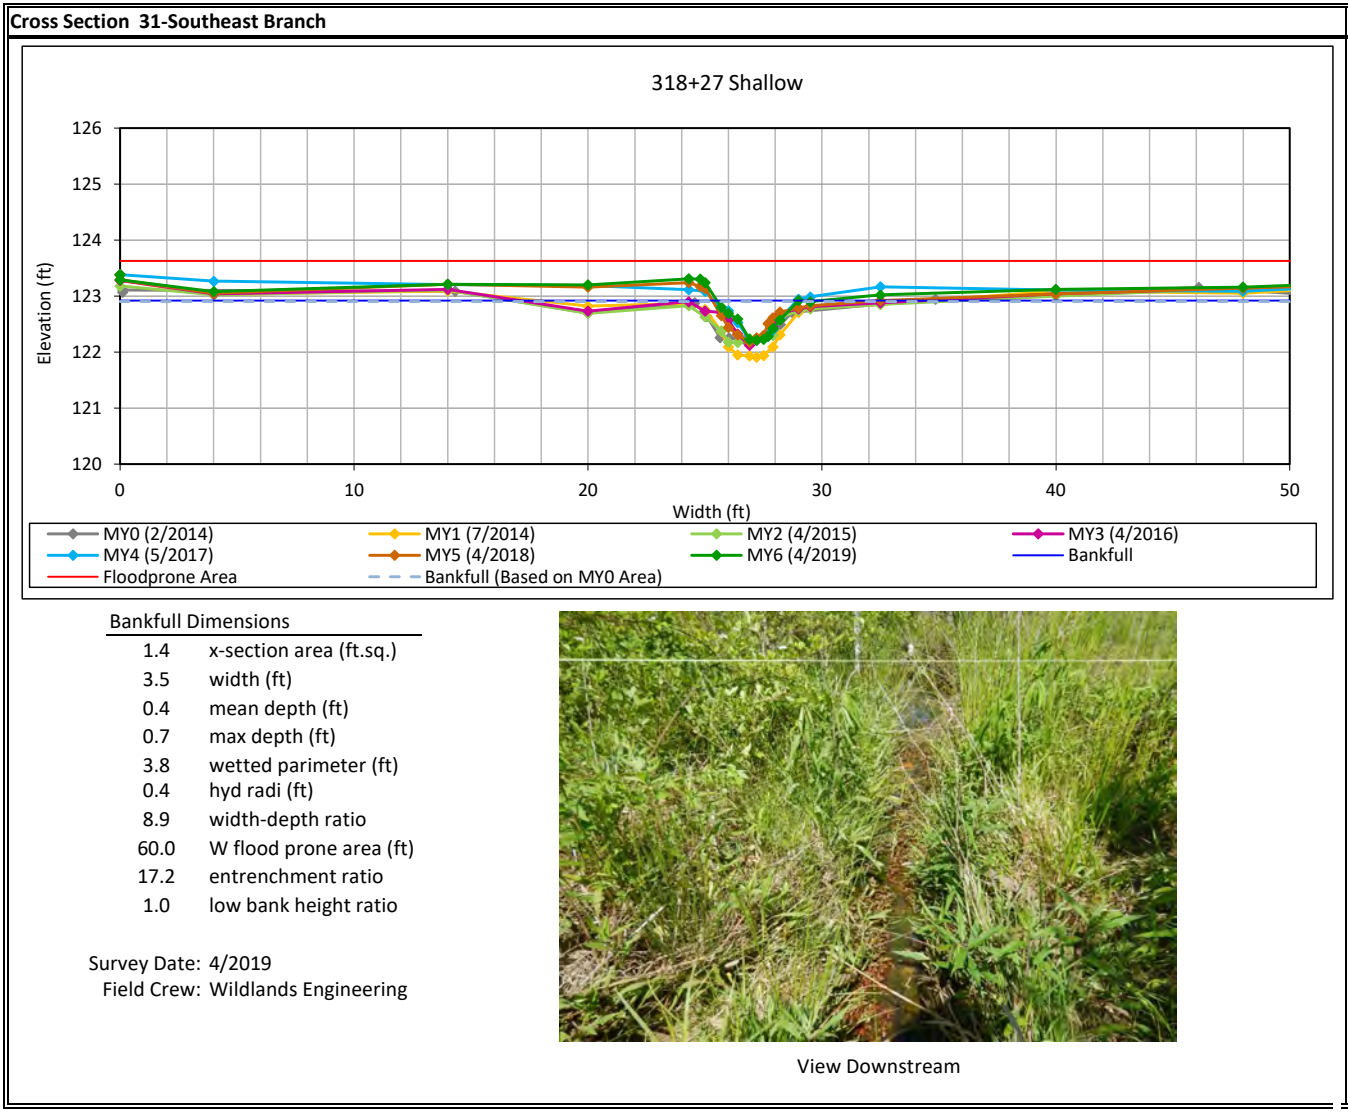 Cross Section 31-Southeast Branch
318+27 Shallow
126
125
124
123
122
121
120
Elevation (ft)
0 10 20 30 40 50
Width (ft)
MY0 (2/2014) MY1 (7/2014) MY2 (4/2015) MY3 (4/2016)
MY4 (5/2017) MY5 (4/2018) MY6 (4/2019) Bankfull
Floodprone Area Bankfull (Based on MY0 Area)
Bankfull Dimensions
1.4 x-section area (ft.sq.)
3.5 width (ft)
0.4 mean depth (ft)
0.7 max depth (ft)
3.8 wetted parimeter (ft)
0.4 hyd radi (ft)
8.9 width-depth ratio
60.0 W flood prone area (ft)
17.2 entrenchment ratio
1.0 low bank height ratio
Survey Date: 4/2019
Field Crew: Wildlands Engineering
View Downstream